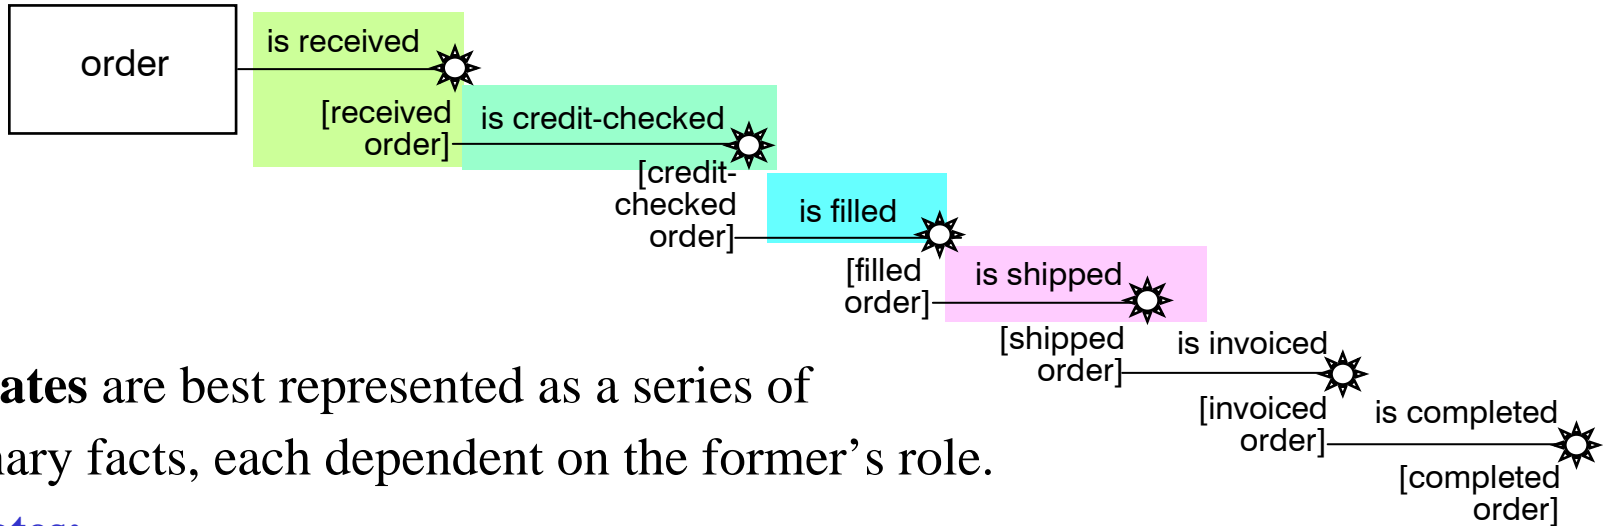 order
is received
[received
order]
is credit-checked
[credit-
checked
order]
is filled
[filled
order]
is shipped
[shipped
order]
is invoiced
[invoiced
order]
is completed
[completed
order]
are best represented as a series of
facts, each dependent on the former’s role.